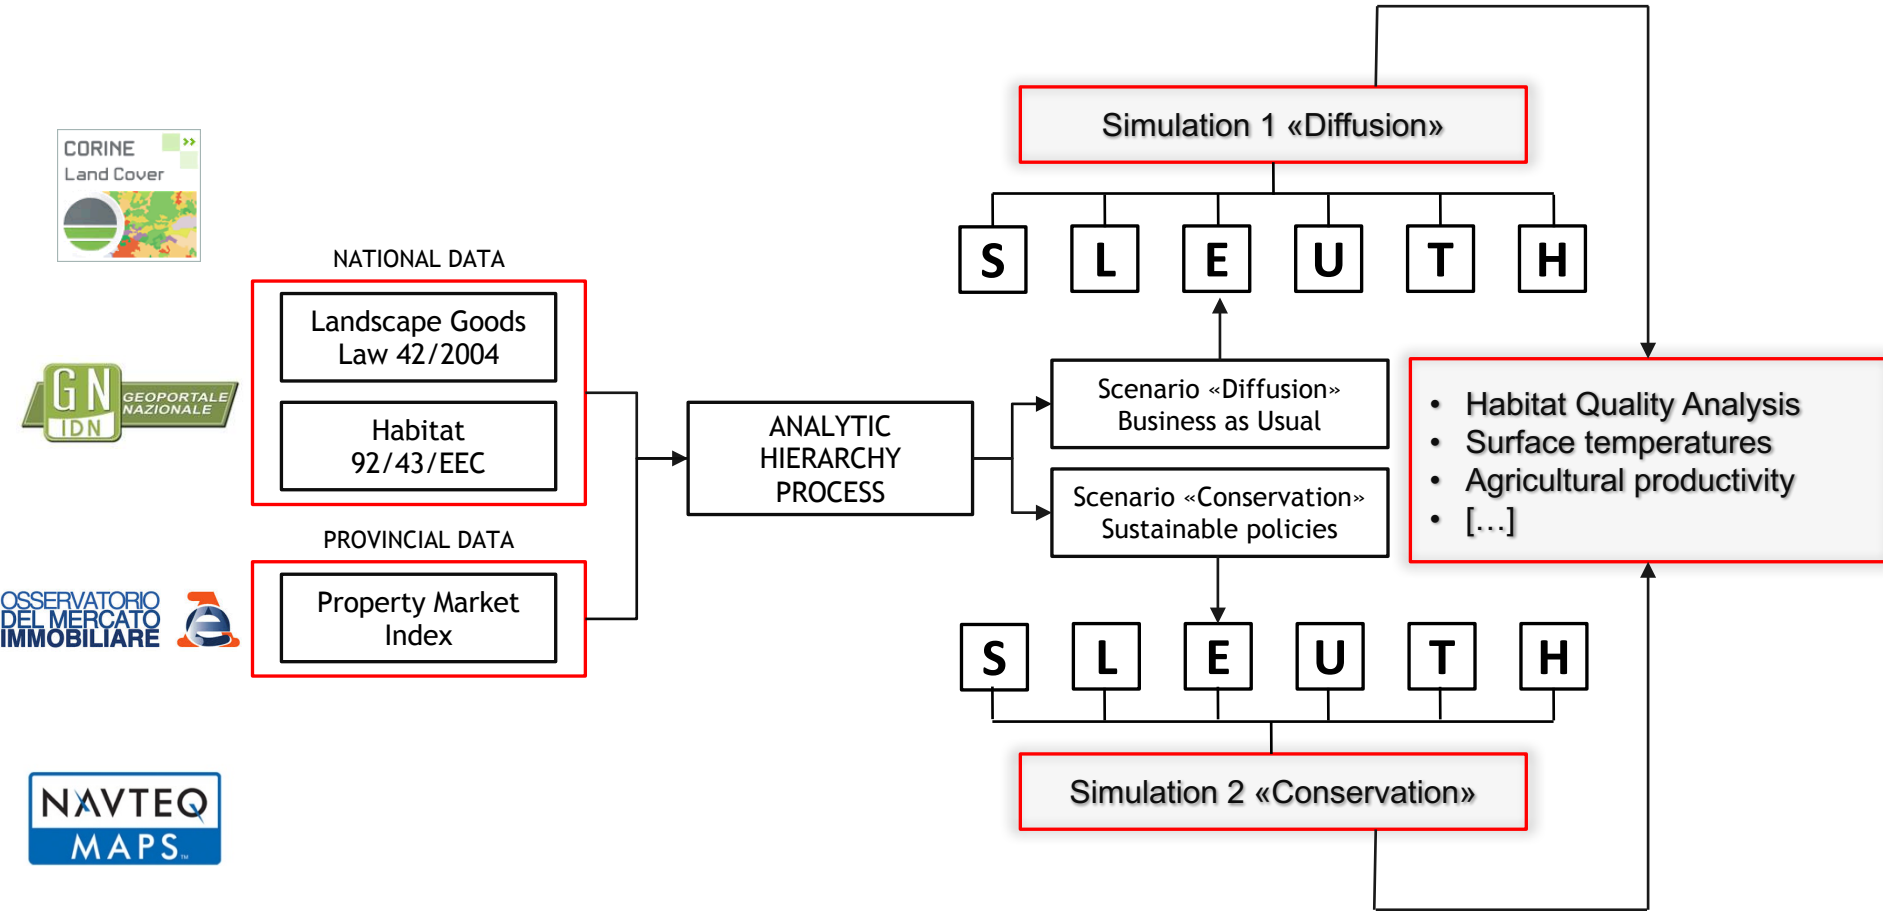 CORINE
Land Cover
GN
IDN
GEOPORTALE
NAZIONALE
OSSERVATORIO
DEL MERCATO
IMMOBILIARE
NAVTEQ
MAPS™
NATIONAL DATA
Landscape Goods
Law 42/2004
Habitat
92/43/EEC
PROVINCIAL DATA
Property Market
Index
ANALYTIC
HIERARCHY
PROCESS
Simulation 1 «Diffusion»
S L E U T H
Scenario «Diffusion»
Business as Usual
Scenario «Conservation»
Sustainable policies
S L E U T H
Simulation 2 «Conservation»
• Habitat Quality Analysis
• Surface temperatures
• Agricultural productivity
• […]